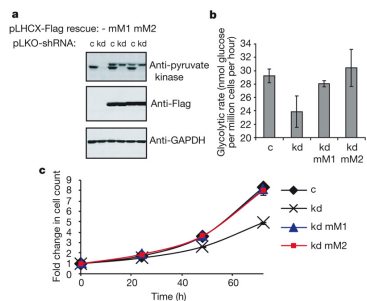 a
pLHCX-Flag rescue: - mM1 mM2
pLKO-shRNA: c kd c kd c kd
Anti-pyruvate
kinase
Anti-Flag
Anti-GAPDH
b
Glycolytic rate (nmol glucose
per million cells per hour)
34
32
30
28
26
24
22
20
c
kd
kd
mM1
kd
mM2
c
Fold change in cell count
9
8
7
6
5
4
3
2
1
0
0
20
40
60
Time (h)
c
kd
kd mM1
kd mM2